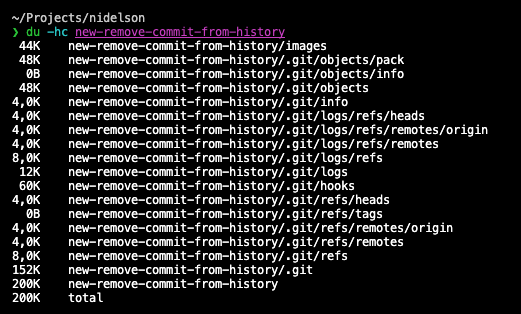 ~/Projects/nidelson
❯ du -hc new-remove-commit-from-history
44K new-remove-commit-from-history/images
48K new-remove-commit-from-history/.git/objects/pack
0B new-remove-commit-from-history/.git/objects/info
48K new-remove-commit-from-history/.git/objects
4,0K new-remove-commit-from-history/.git/info
4,0K new-remove-commit-from-history/.git/logs/refs/heads
4,0K new-remove-commit-from-history/.git/logs/refs/remotes/origin
4,0K new-remove-commit-from-history/.git/logs/refs/remotes
8,0K new-remove-commit-from-history/.git/logs/refs
12K new-remove-commit-from-history/.git/logs
60K new-remove-commit-from-history/.git/hooks
4,0K new-remove-commit-from-history/.git/refs/heads
0B new-remove-commit-from-history/.git/refs/tags
4,0K new-remove-commit-from-history/.git/refs/remotes/origin
4,0K new-remove-commit-from-history/.git/refs/remotes
8,0K new-remove-commit-from-history/.git/refs
152K new-remove-commit-from-history/.git
200K new-remove-commit-from-history
200K total